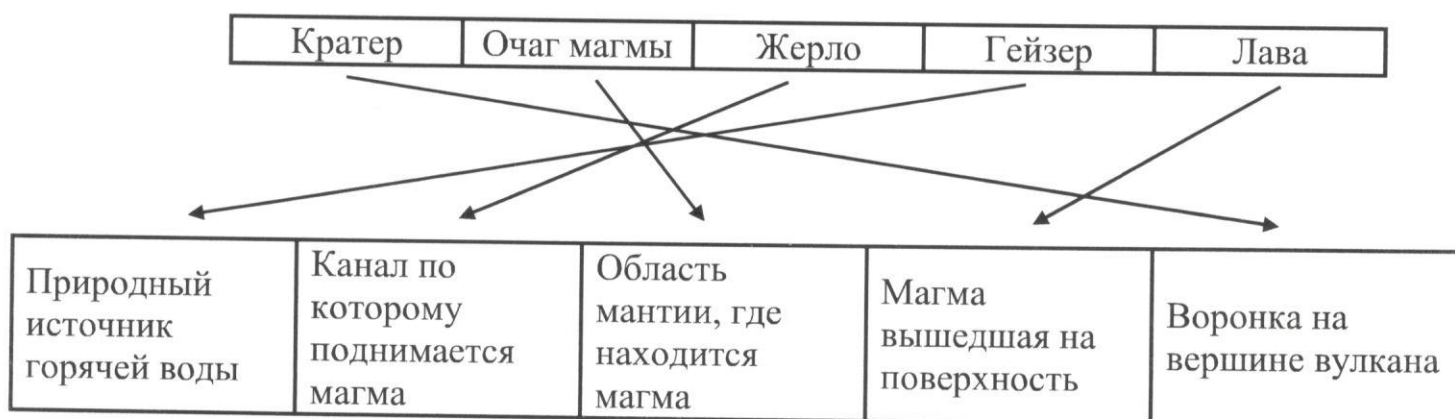 Кратер Очаг магмы Жерло Гейзер Лава
Природный
источник
горячей воды
Канал по
которому
поднимается
магма
Область
мантии, где
находится
магма
Магма
вышедшая на
поверхность
Воронка на
вершине вулкана